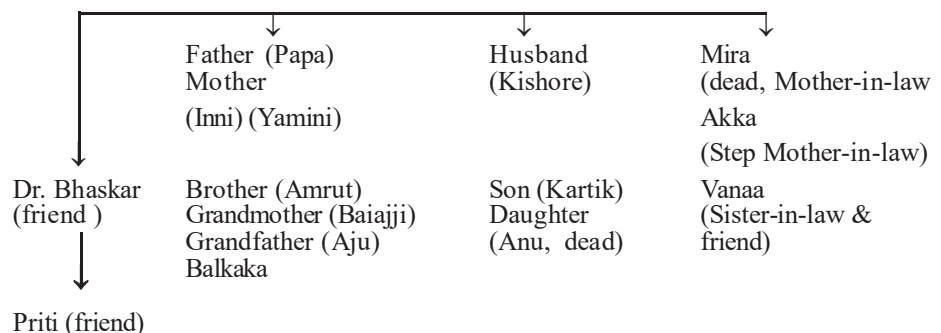 Father (Papa)
Mother
(Inni) (Yamini)
Husband
(Kishore)
Mira
(dead, Mother-in-law
Akka
(Step Mother-in-law)
Dr. Bhaskar
(friend )
Brother (Amrut)
Grandmother (Baiajji)
Grandfather (Aju)
Balkaka
Son (Kartik)
Daughter
(Anu, dead)
Vanaa
(Sister-in-law &
friend)
Priti (friend)